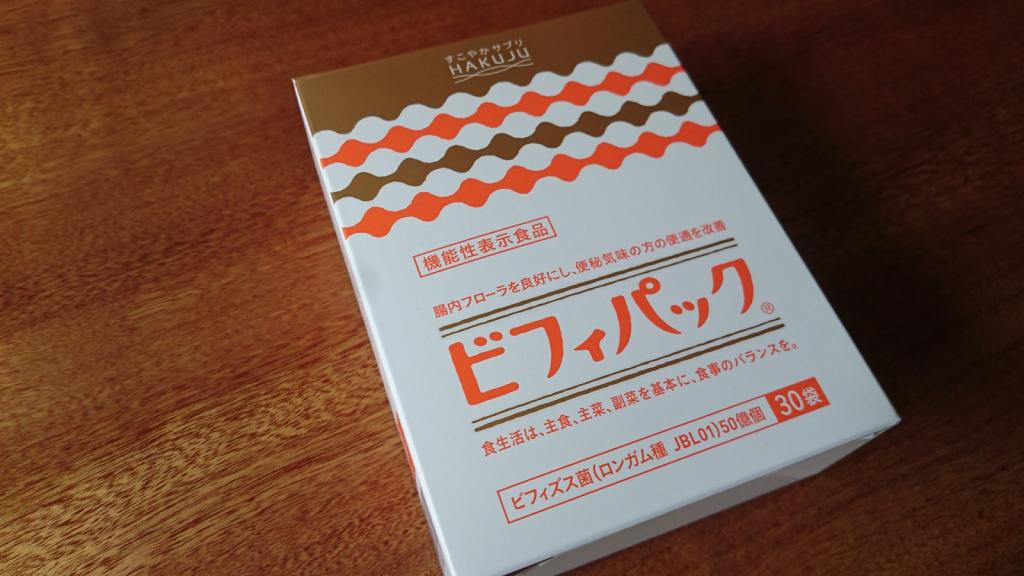 すこやかサプリ
HAKUJU
機能性表示食品
腸内フローラを良好にし、便秘気味の方の便通を改善
ビフィパック®
食生活は、主食、主菜、副菜を基本に、食事のバランスを。
ビフィズス菌(ロンガム種 JBL01)50億個 30袋